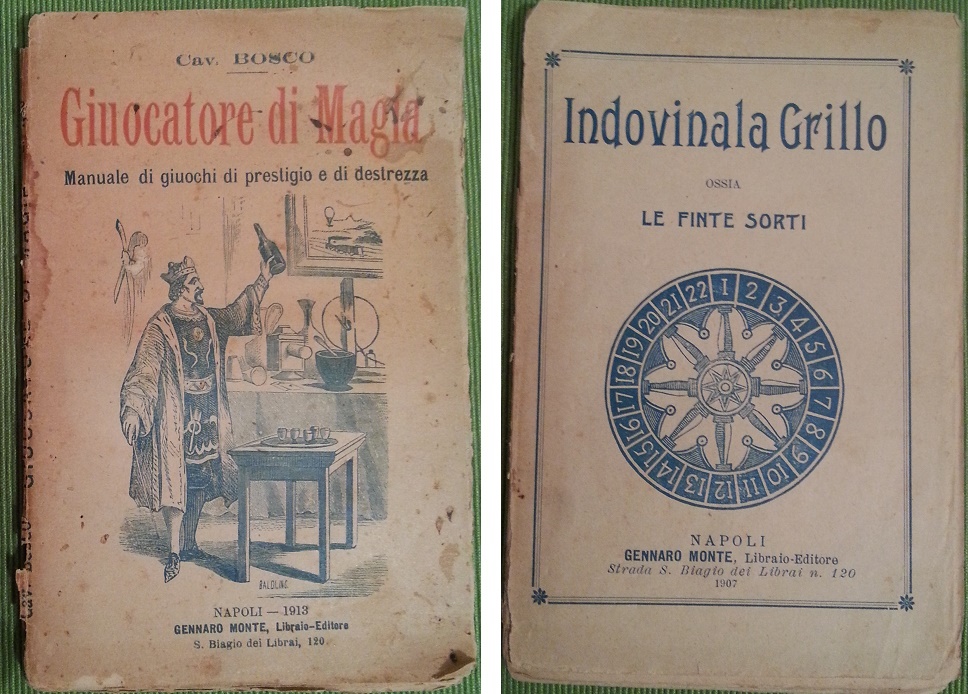 Cav. BOSCO
Giuocatore di Magia
Manuale di giuochi di prestigio e di destrezza
BALDLINC
NAPOLI — 1913
GENNARO MONTE, Libraio-Editore
S. Biagio dei Librai, 120
Cav. BOSCO
Indovinala Grillo
OSSIA
LE FINTE SORTI
1 2 3 4 5 6 7 8 9 10 11 12 13 14 15 16 17 18 19 20 21 22
NAPOLI
GENNARO MONTE, Libraio-Editore
Strada S. Biagio dei Librai n. 120
1907